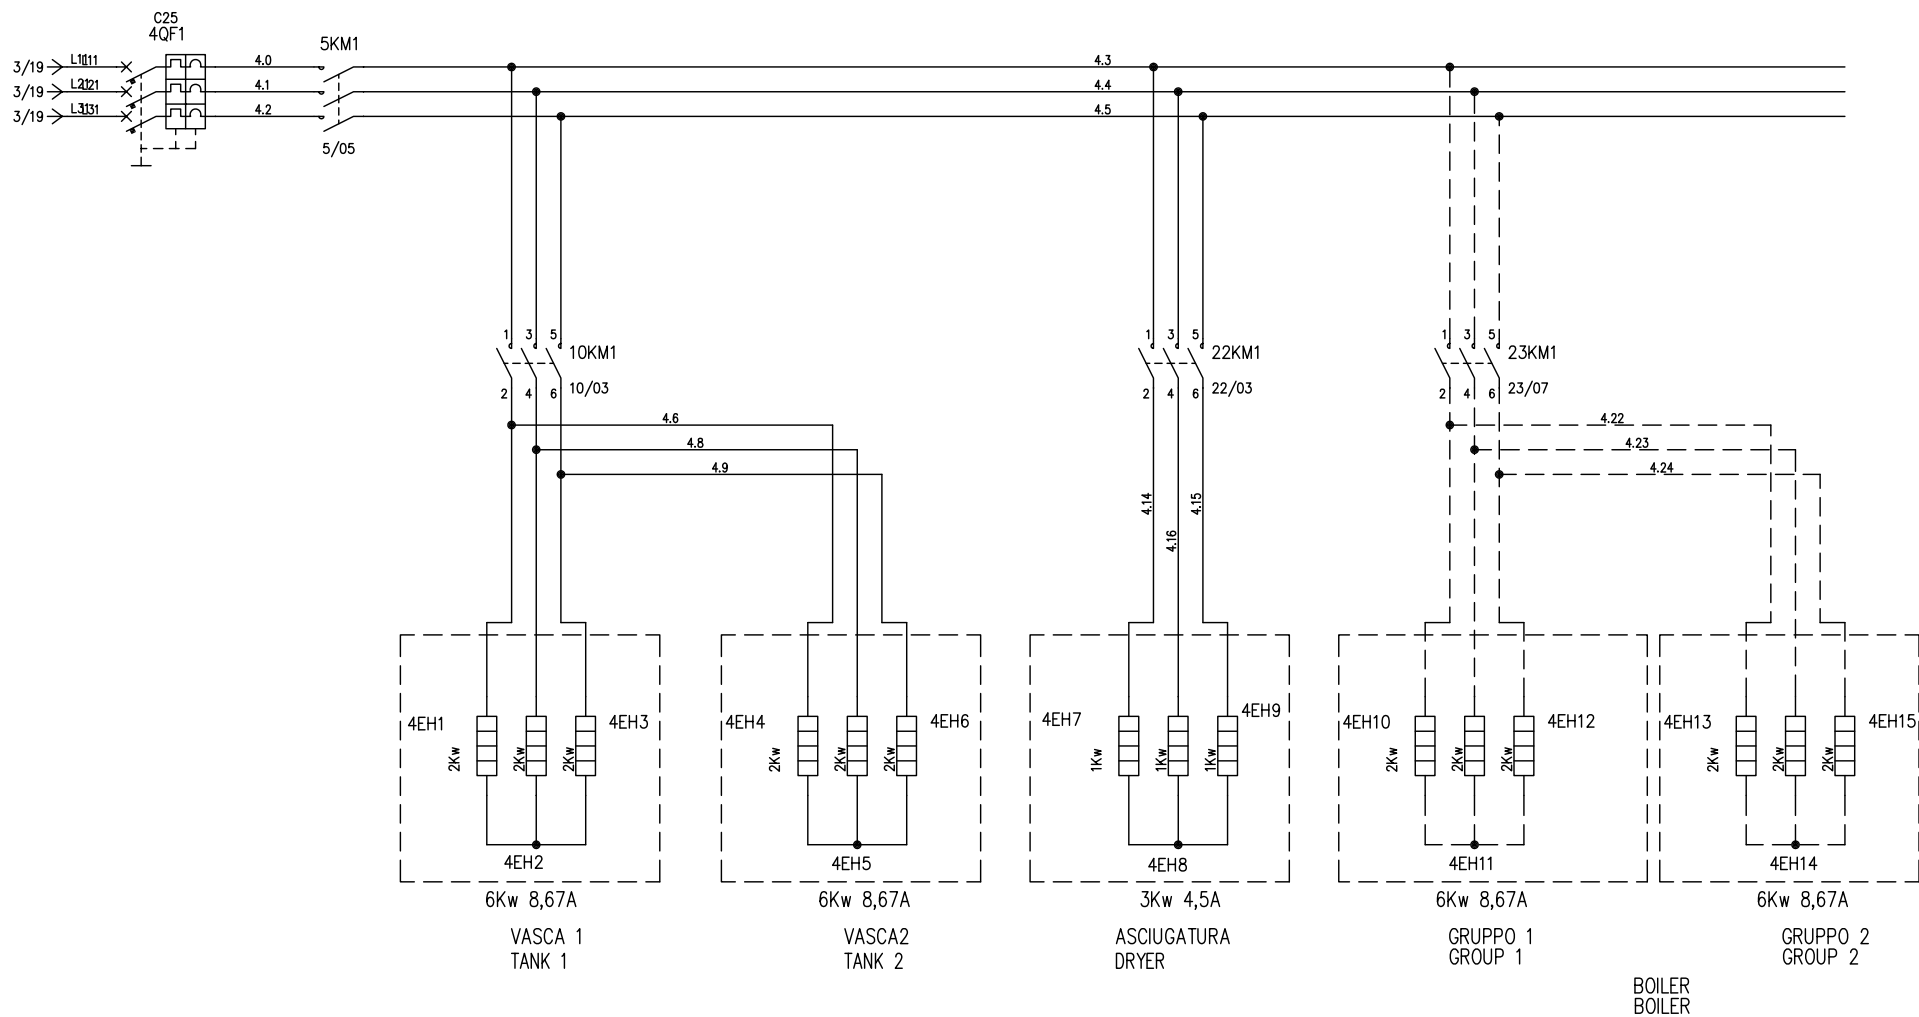 C25
4QF1
5KM1
3/19 L11 L11 4.0 4.3
3/19 L21 L21 4.1 4.4
3/19 L31 L31 4.2 4.5
5/05
1 3 5
10KM1
10/03
2 4 6
1 3 5
22KM1
22/03
2 4 6
1 3 5
23KM1
23/07
2 4 6
4.6
4.8
4.9
4.14
4.16
4.15
4.22
4.23
4.24
4EH1 4EH3
2Kw 2Kw 2Kw
4EH2
4EH4 4EH6
2Kw 2Kw 2Kw
4EH5
4EH7 4EH9
1Kw 1Kw 1Kw
4EH8
4EH10 4EH12
2Kw 2Kw 2Kw
4EH11
4EH13 4EH15
2Kw 2Kw 2Kw
4EH14
6Kw 8,67A
VASCA 1
TANK 1
6Kw 8,67A
VASCA2
TANK 2
3Kw 4,5A
ASCIUGATURA
DRYER
6Kw 8,67A
GRUPPO 1
GROUP 1
6Kw 8,67A
GRUPPO 2
GROUP 2
BOILER
BOILER